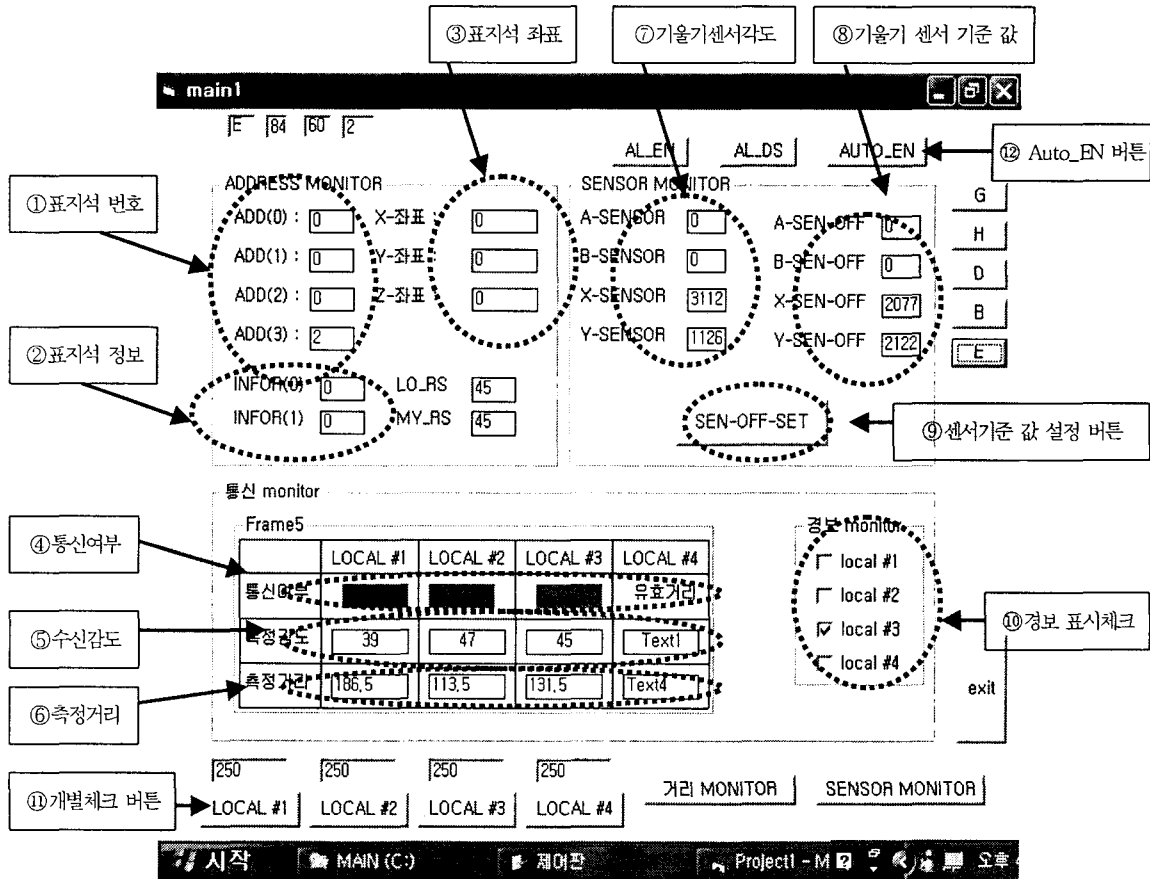 ③표지석 좌표
⑦기울기센서각도
⑧기울기 센서 기준 값
main1
E 84 60 2
AL_EN AL_DS AUTO_EN
⑫ Auto_EN 버튼
①표지석 번호
ADDRESS MONITOR
ADD(0) : 0 X-좌표 : 0
ADD(1) : 0 Y-좌표 : 0
ADD(2) : 0 Z-좌표 : 0
ADD(3) : 2
②표지석 정보
INFOR(0) 0 LO_RS 45
INFOR(1) 0 MY_RS 45
SENSOR MONITOR
A-SENSOR 0 A-SEN-OFF 0
B-SENSOR 0 B-SEN-OFF 0
X-SENSOR 3112 X-SEN-OFF 2077
Y-SENSOR 1126 Y-SEN-OFF 2122
SEN-OFF-SET
⑨센서기준 값 설정 버튼
G
H
D
B
E
통신 monitor
Frame5
LOCAL #1 LOCAL #2 LOCAL #3 LOCAL #4
④통신여부
통신여부 유효거리
⑤수신감도
측정감도 39 47 45 Text1
⑥측정거리
측정거리 186,5 113,5 131,5 Text4
경보 monitor
local #1
local #2
local #3
local #4
⑩경보 표시체크
exit
250 250 250 250
⑪개별체크 버튼
LOCAL #1 LOCAL #2 LOCAL #3 LOCAL #4
거리 MONITOR SENSOR MONITOR
시작 MAIN (C:) 제어판 Project1 - M 오후